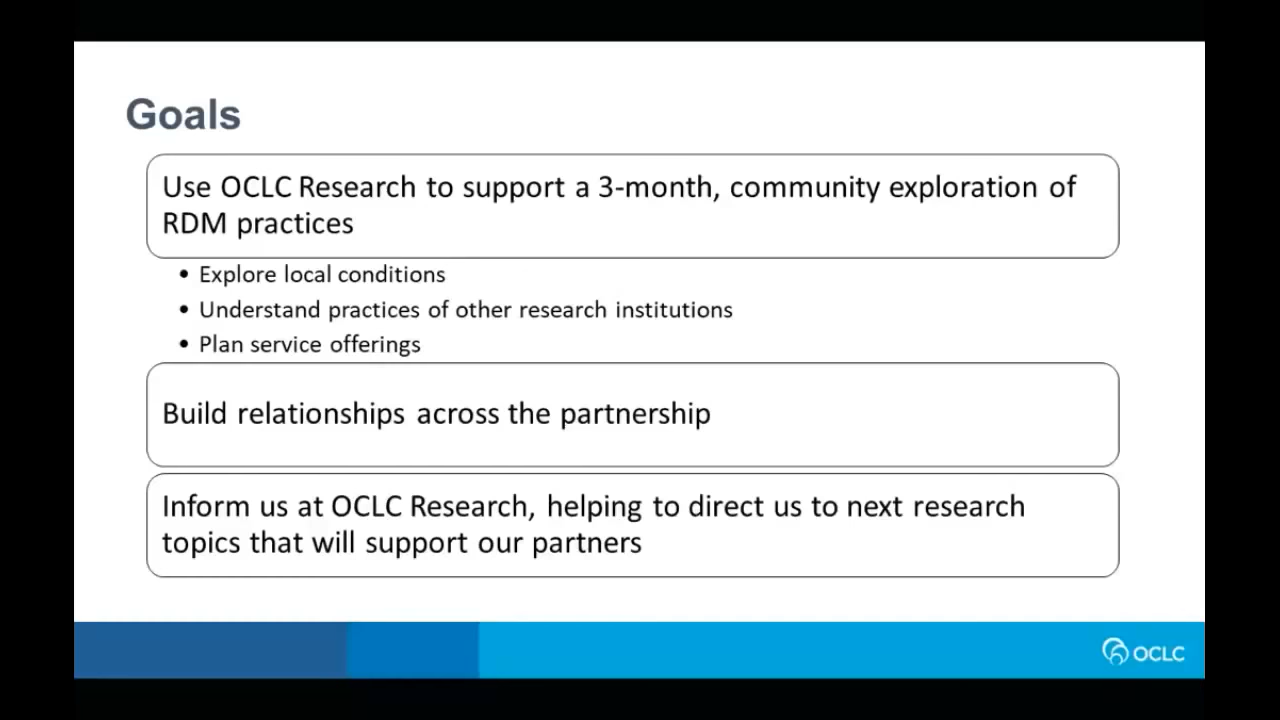 Goals
Use OCLC Research to support a 3-month, community exploration of
RDM practices
• Explore local conditions
• Understand practices of other research institutions
• Plan service offerings
Build relationships across the partnership
Inform us at OCLC Research, helping to direct us to next research
topics that will support our partners
OCLC